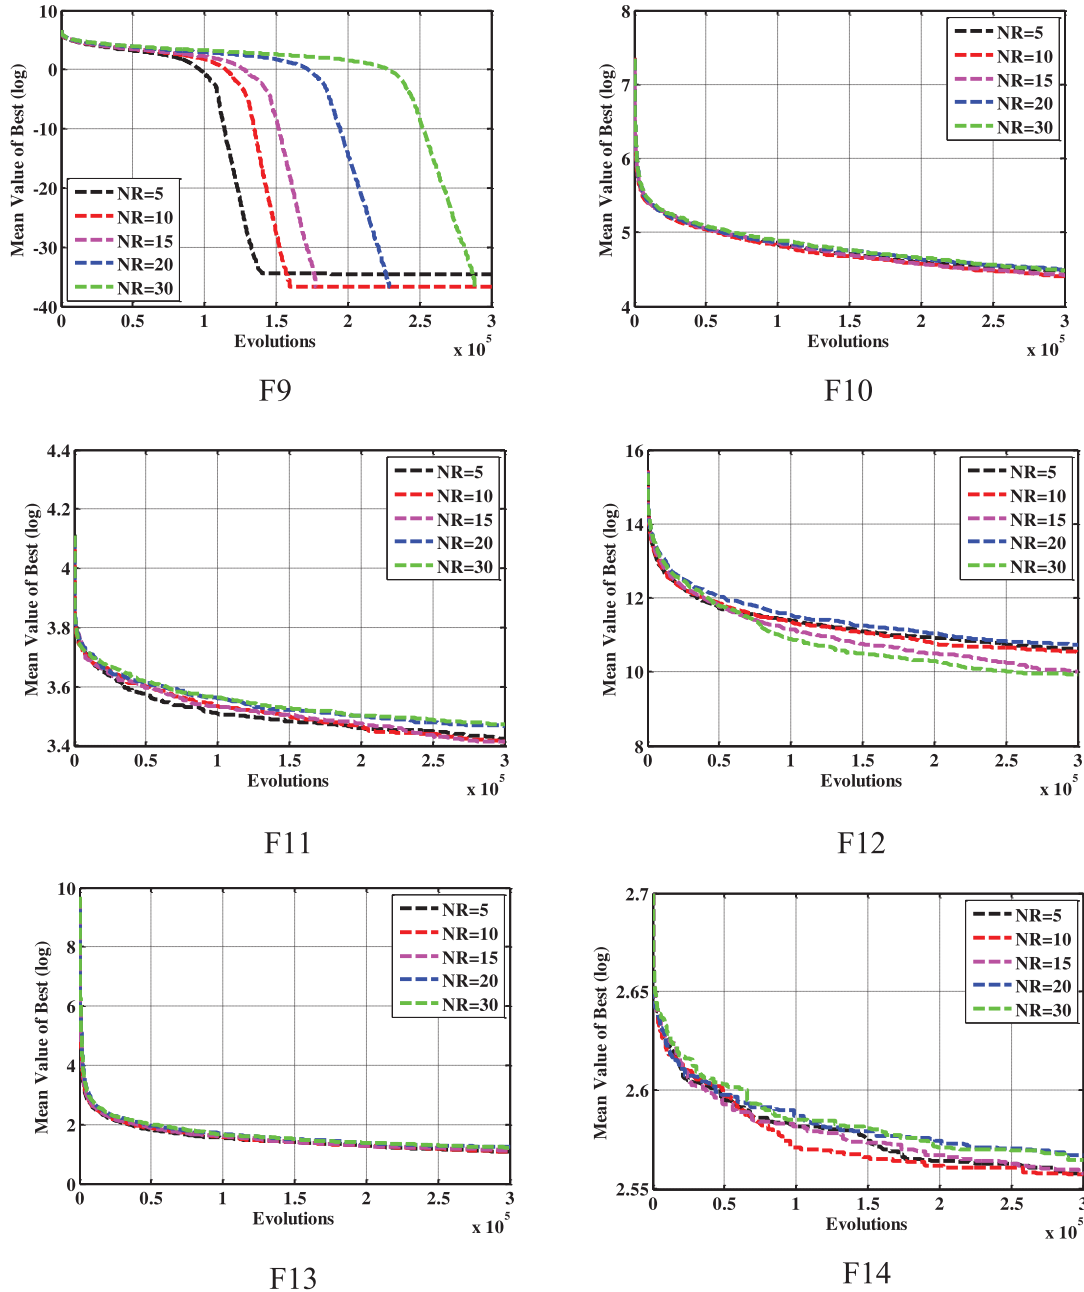 10
0
-10
-20
-30
-40
Mean Value of Best (log)
NR=5
NR=10
NR=15
NR=20
NR=30
0 0.5 1 1.5 2 2.5 3
Evolutions
x 10^5
F9
8
7
6
5
4
Mean Value of Best (log)
NR=5
NR=10
NR=15
NR=20
NR=30
0 0.5 1 1.5 2 2.5 3
Evolutions
x 10^5
F10
4.4
4.2
4
3.8
3.6
3.4
Mean Value of Best (log)
NR=5
NR=10
NR=15
NR=20
NR=30
0 0.5 1 1.5 2 2.5 3
Evolutions
x 10^5
F11
16
14
12
10
8
Mean Value of Best (log)
NR=5
NR=10
NR=15
NR=20
NR=30
0 0.5 1 1.5 2 2.5 3
Evolutions
x 10^5
F12
10
8
6
4
2
0
Mean Value of Best (log)
NR=5
NR=10
NR=15
NR=20
NR=30
0 0.5 1 1.5 2 2.5 3
Evolutions
x 10^5
F13
2.7
2.65
2.6
2.55
Mean Value of Best (log)
NR=5
NR=10
NR=15
NR=20
NR=30
0 0.5 1 1.5 2 2.5 3
Evolutions
x 10^5
F14